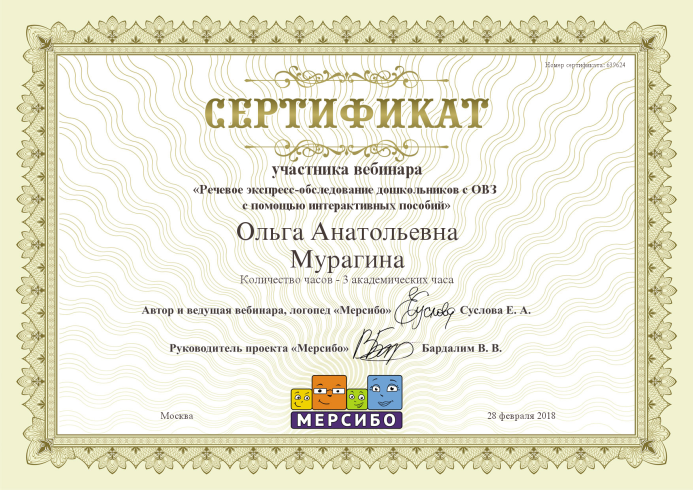 Номер сертификата: 639624
СЕРТИФИКАТ
участника вебинара
«Речевое экспресс-обследование дошкольников с ОВЗ
с помощью интерактивных пособий»
Ольга Анатольевна
Мурагина
Количество часов - 3 академических часа
Автор и ведущая вебинара, логопед «Мерсибо» Суслова Е. А.
Руководитель проекта «Мерсибо» Бардалим В. В.
МЕРСИБО
Москва 28 февраля 2018